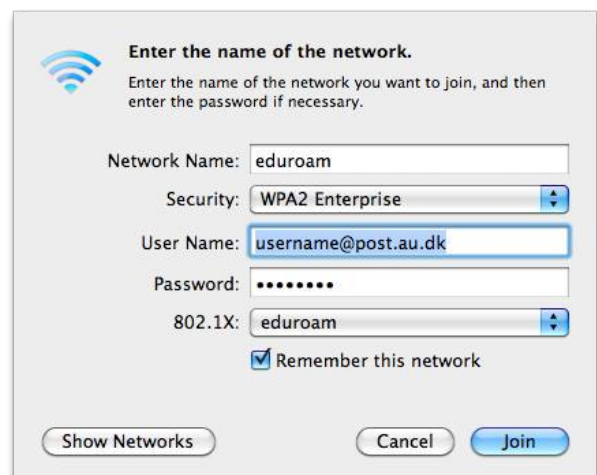 Enter the name of the network.
Enter the name of the network you want to join, and then
enter the password if necessary.
Network Name: eduroam
Security: WPA2 Enterprise
User Name: username@post.au.dk
Password: ••••••••
802.1X: eduroam
Remember this network
Show Networks Cancel Join